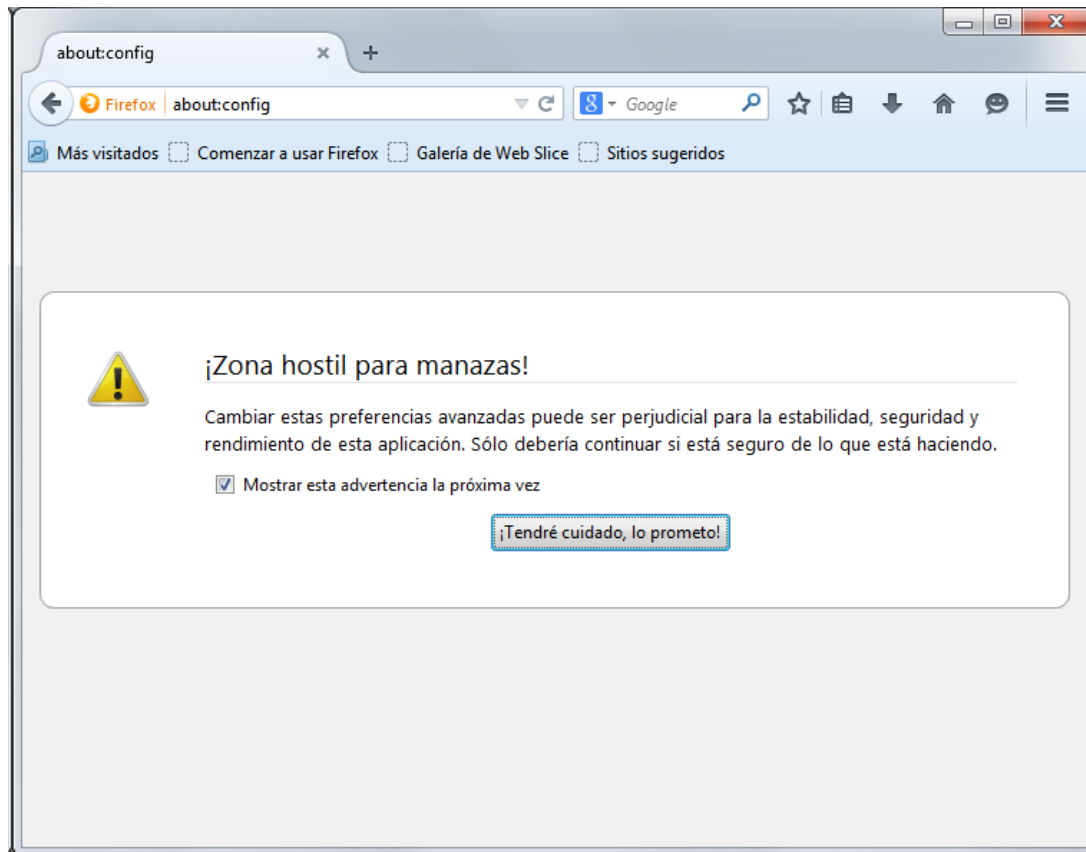 about:config
Firefox about:config Google
Más visitados Comenzar a usar Firefox Galería de Web Slice Sitios sugeridos
¡Zona hostil para manazas!
Cambiar estas preferencias avanzadas puede ser perjudicial para la estabilidad, seguridad y
rendimiento de esta aplicación. Sólo debería continuar si está seguro de lo que está haciendo.
Mostrar esta advertencia la próxima vez
¡Tendré cuidado, lo prometo!